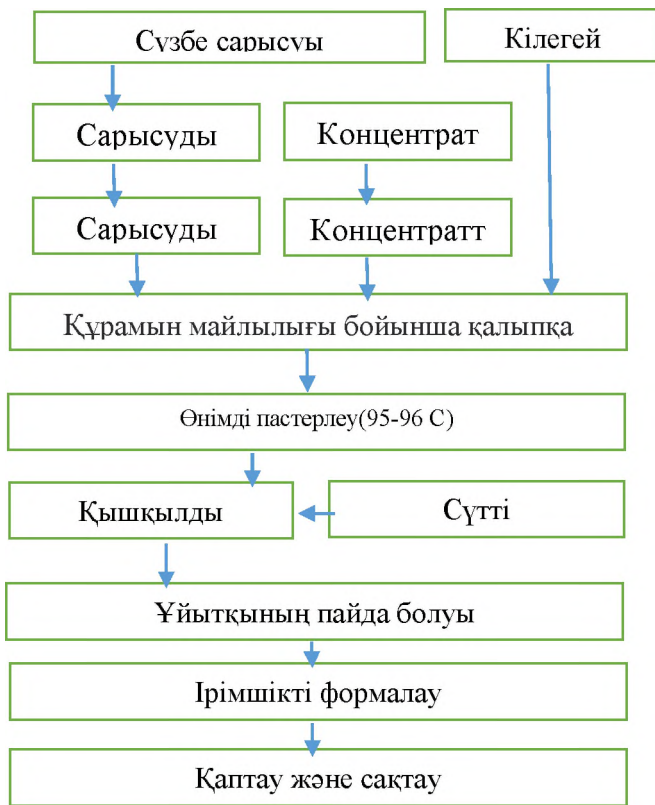 Сүзбе сарысуы
Кілегей
Сарысуды
Концентрат
Сарысуды
Концентратт
Құрамын майлылығы бойынша қалыпқа
Өнімді пастерлеу(95-96 С)
Қышқылды
Сүтті
Ұйытқының пайда болуы
Ірімшікті формалау
Қаптау және сақтау